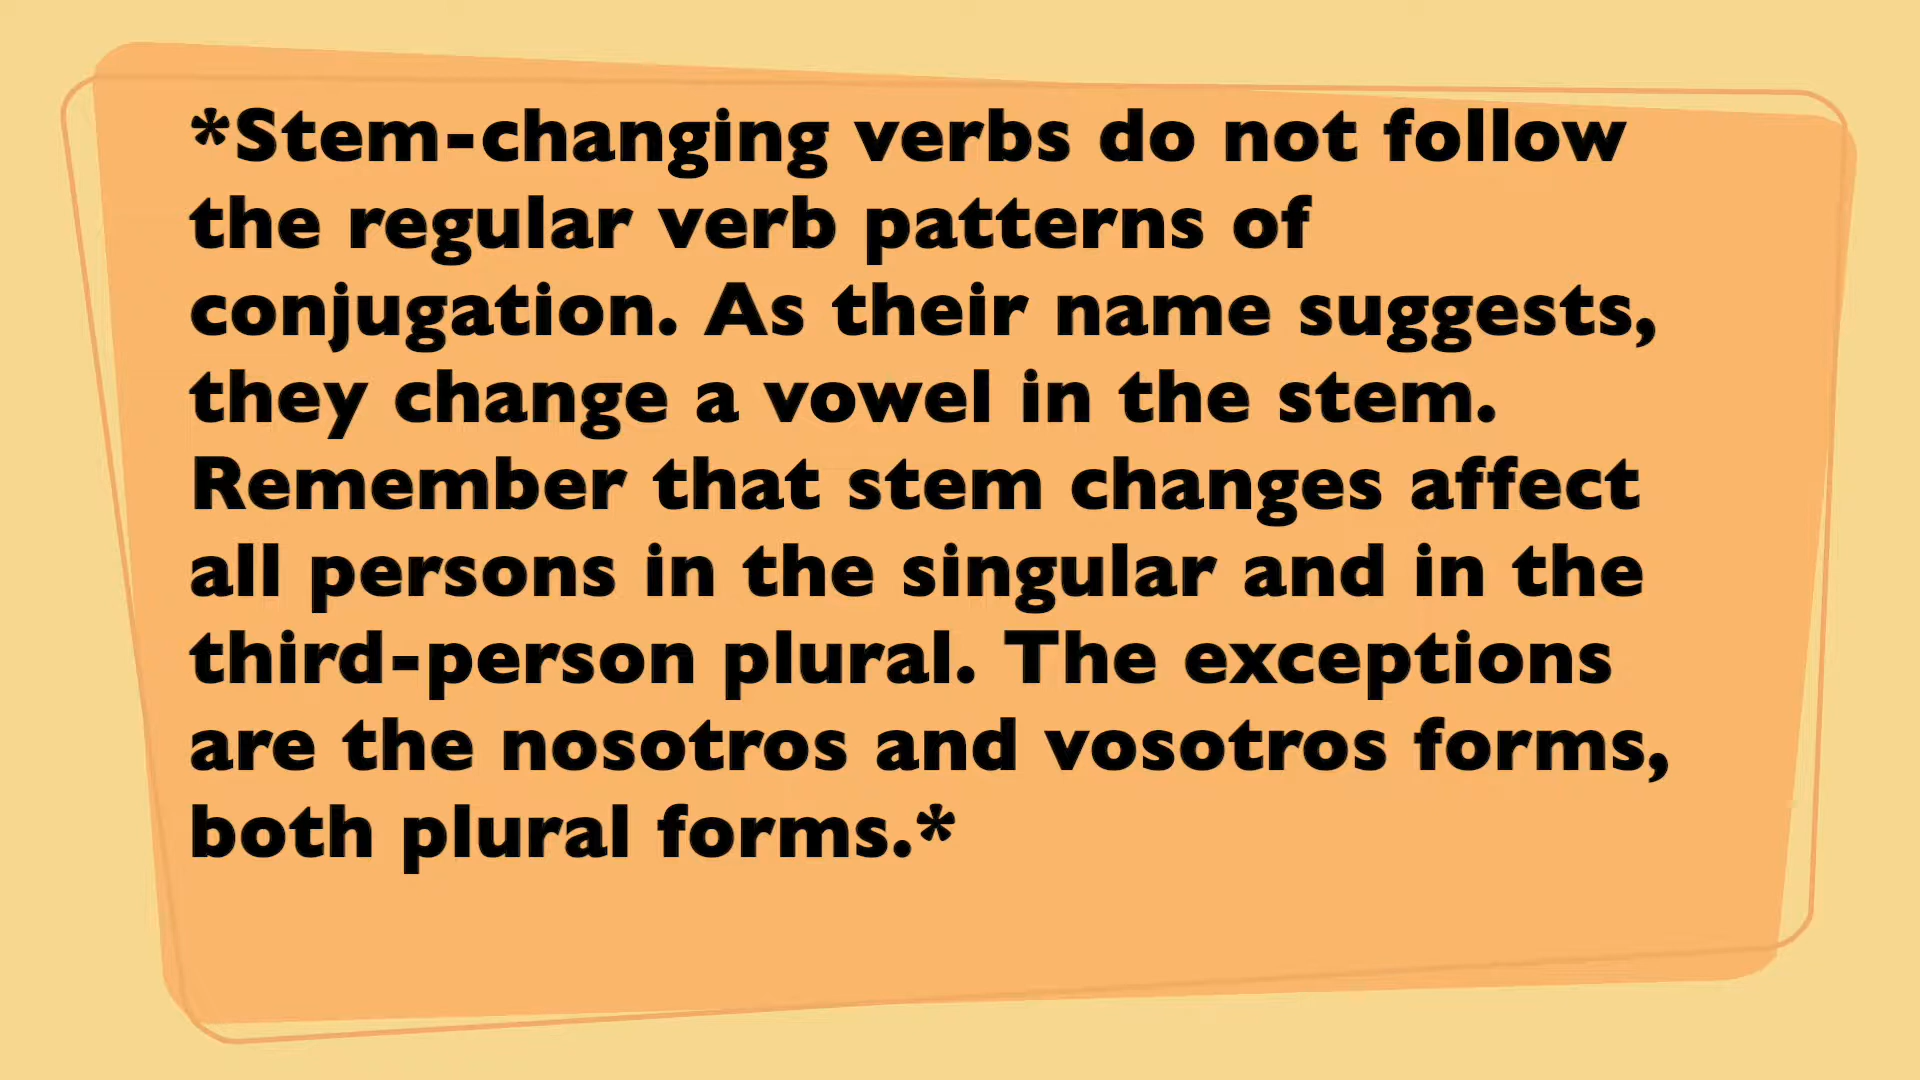 *Stem-changing verbs do not follow
the regular verb patterns of
conjugation. As their name suggests,
they change a vowel in the stem.
Remember that stem changes affect
all persons in the singular and in the
third-person plural. The exceptions
are the nosotros and vosotros forms,
both plural forms.*